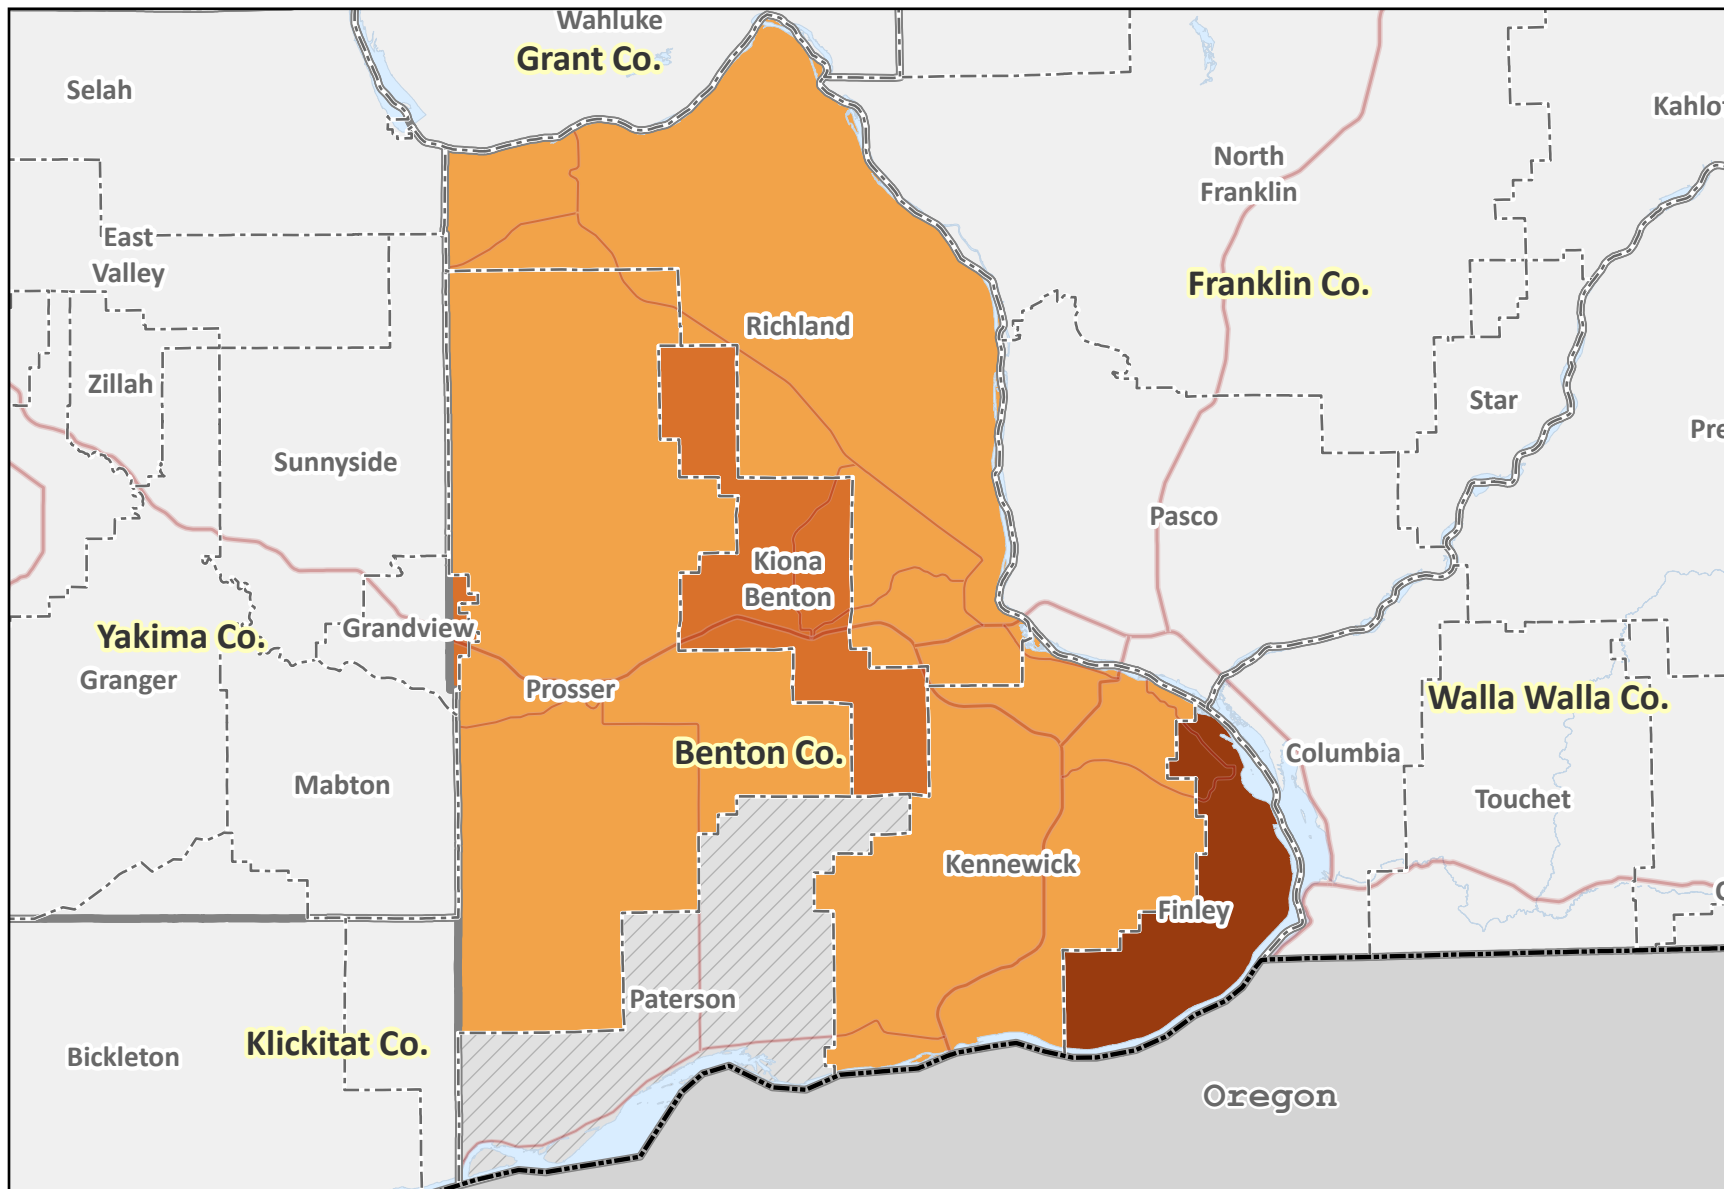 Wahluke
Grant Co.
Selah
Kahlo
North
Franklin
East
Valley
Franklin Co.
Richland
Zillah
Star
Sunnyside
Pre
Pasco
Kiona
Benton
Grandview
Yakima Co.
Granger
Prosser
Walla Walla Co.
Benton Co.
Columbia
Mabton
Touchet
Kennewick
Finley
Paterson
Klickitat Co.
Bickleton
Oregon